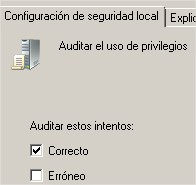 Configuración de seguridad local
Auditar el uso de privilegios
Auditar estos intentos:
Correcto
Erróneo